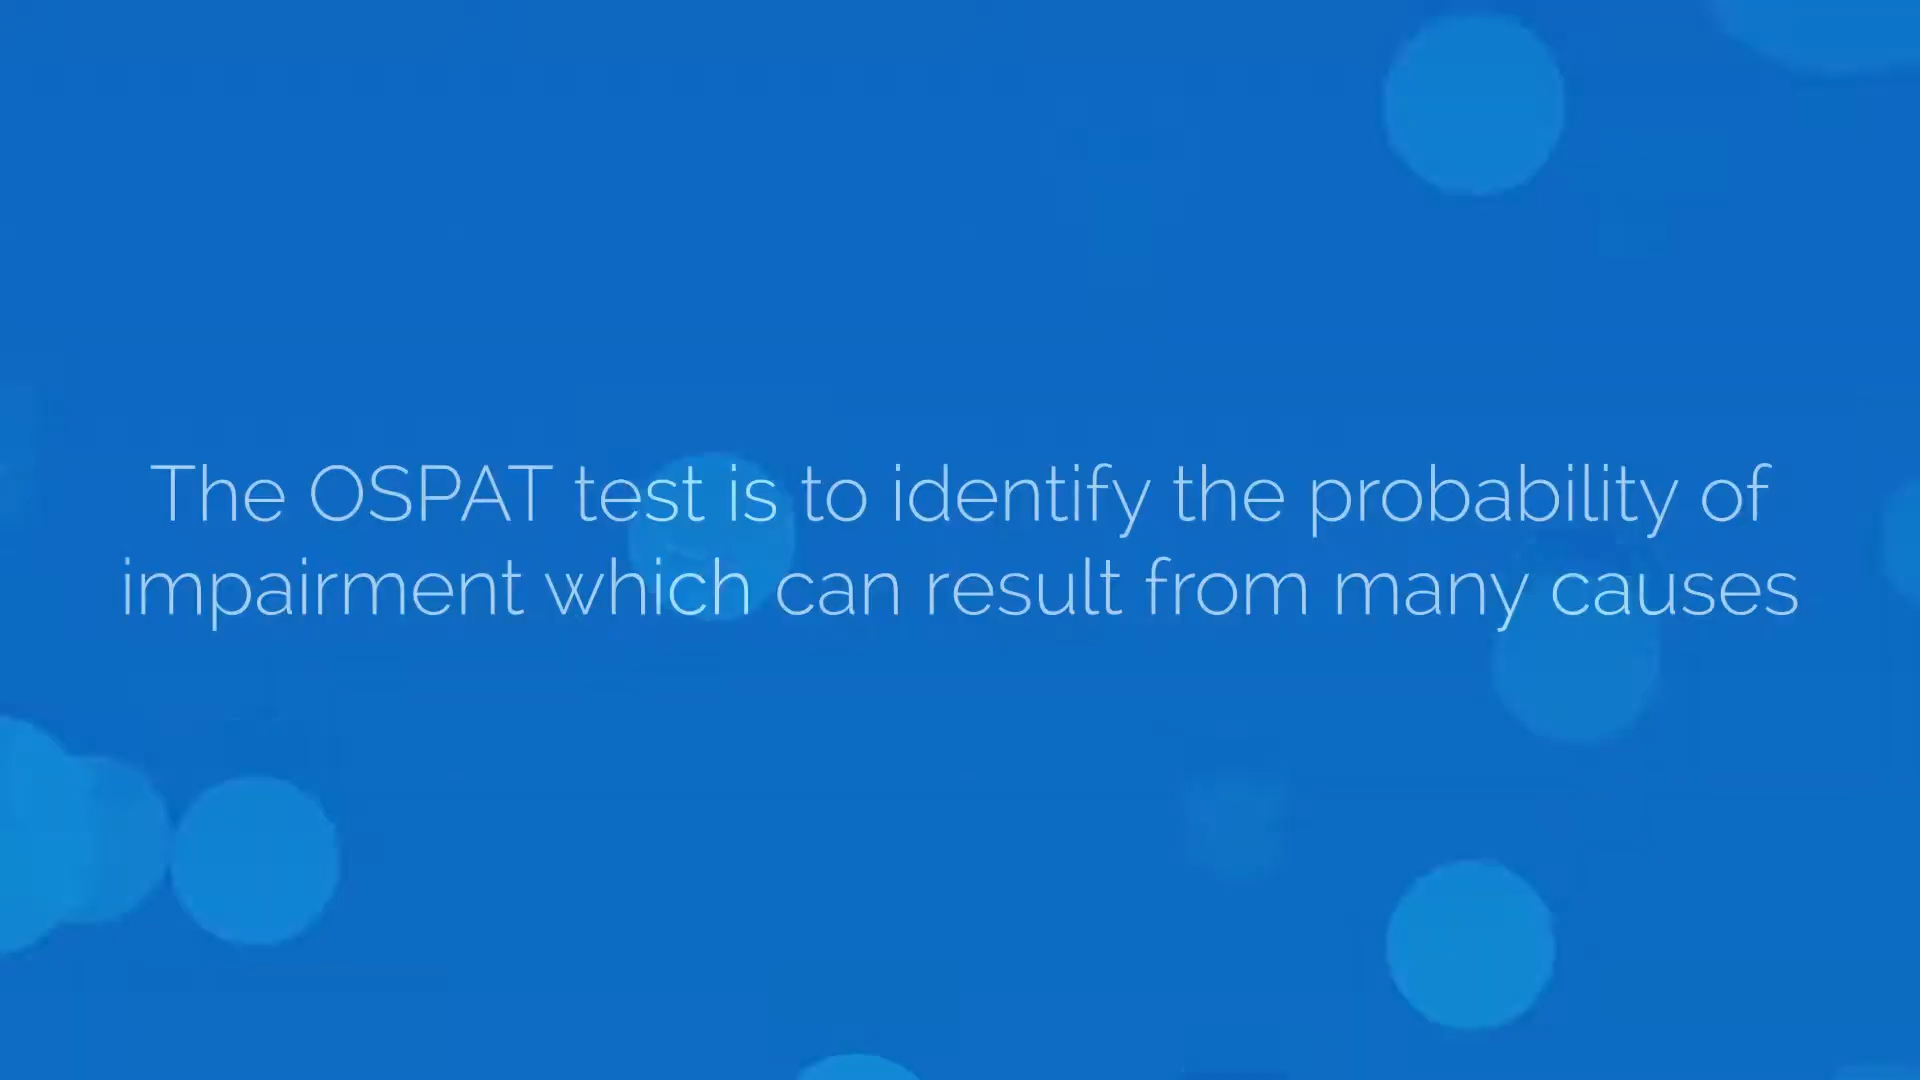 The OSPAT test is to identify the probability of
impairment which can result from many causes